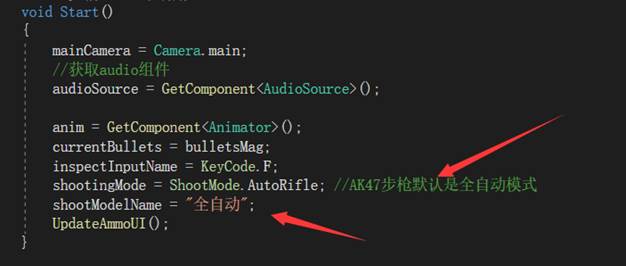 void Start()
{
mainCamera = Camera.main;
//获取audio组件
audioSource = GetComponent<AudioSource>();
anim = GetComponent<Animator>();
currentBullets = bulletsMag;
inspectInputName = KeyCode.F;
shootingMode = ShootMode.AutoRifle; //AK47步枪默认是全自动模式
shootModelName = "全自动";
UpdateAmmoUI();
}